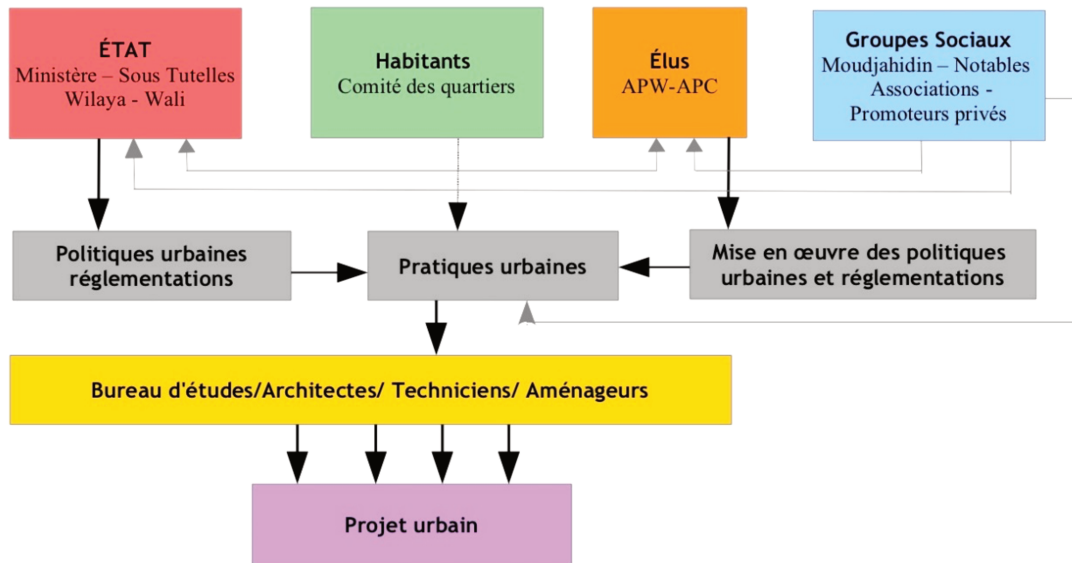 ÉTAT
Ministère – Sous Tutelles
Wilaya - Wali
Habitants
Comité des quartiers
Élus
APW-APC
Groupes Sociaux
Moudjahidin – Notables
Associations -
Promoteurs privés
Politiques urbaines
réglementations
Pratiques urbaines
Mise en œuvre des politiques
urbaines et réglementations
Bureau d'études/Architectes/ Techniciens/ Aménageurs
Projet urbain